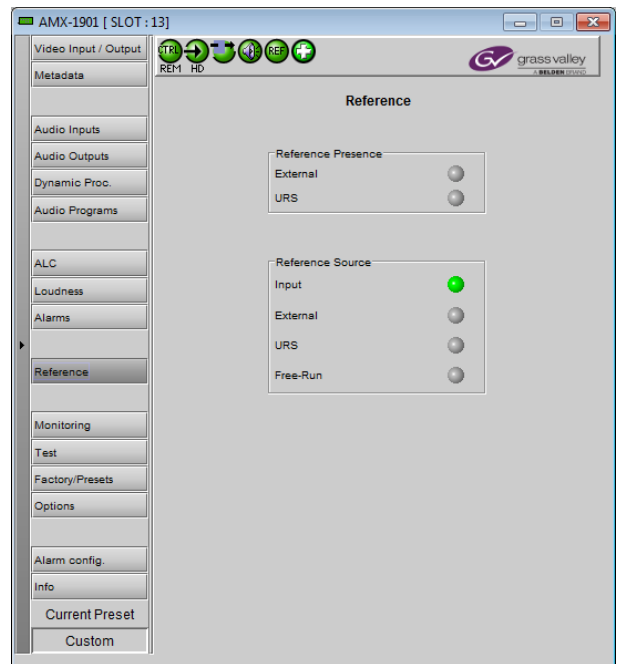 AMX-1901 [ SLOT : 13]
Video Input / Output
Metadata
Audio Inputs
Audio Outputs
Dynamic Proc.
Audio Programs
ALC
Loudness
Alarms
Reference
Monitoring
Test
Factory/Presets
Options
Alarm config.
Info
Current Preset
Custom
CTRL
REF
REM HD
GV grass valley
A BELDEN BRAND
Reference
Reference Presence
External
URS
Reference Source
Input
External
URS
Free-Run